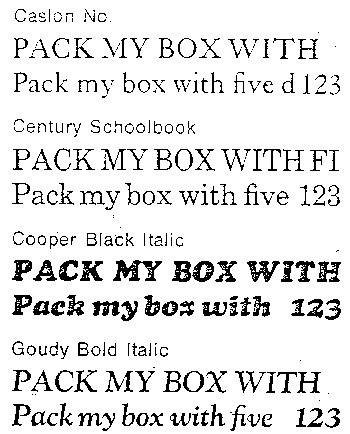 Caslon No.
PACK MY BOX WITH
Pack my box with five d 123
Century Schoolbook
PACK MY BOX WITH FI
Pack my box with five 123
Cooper Black Italic
PACK MY BOX WITH
Pack my box with 123
Goudy Bold Italic
PACK MY BOX WITH
Pack my box with five 123